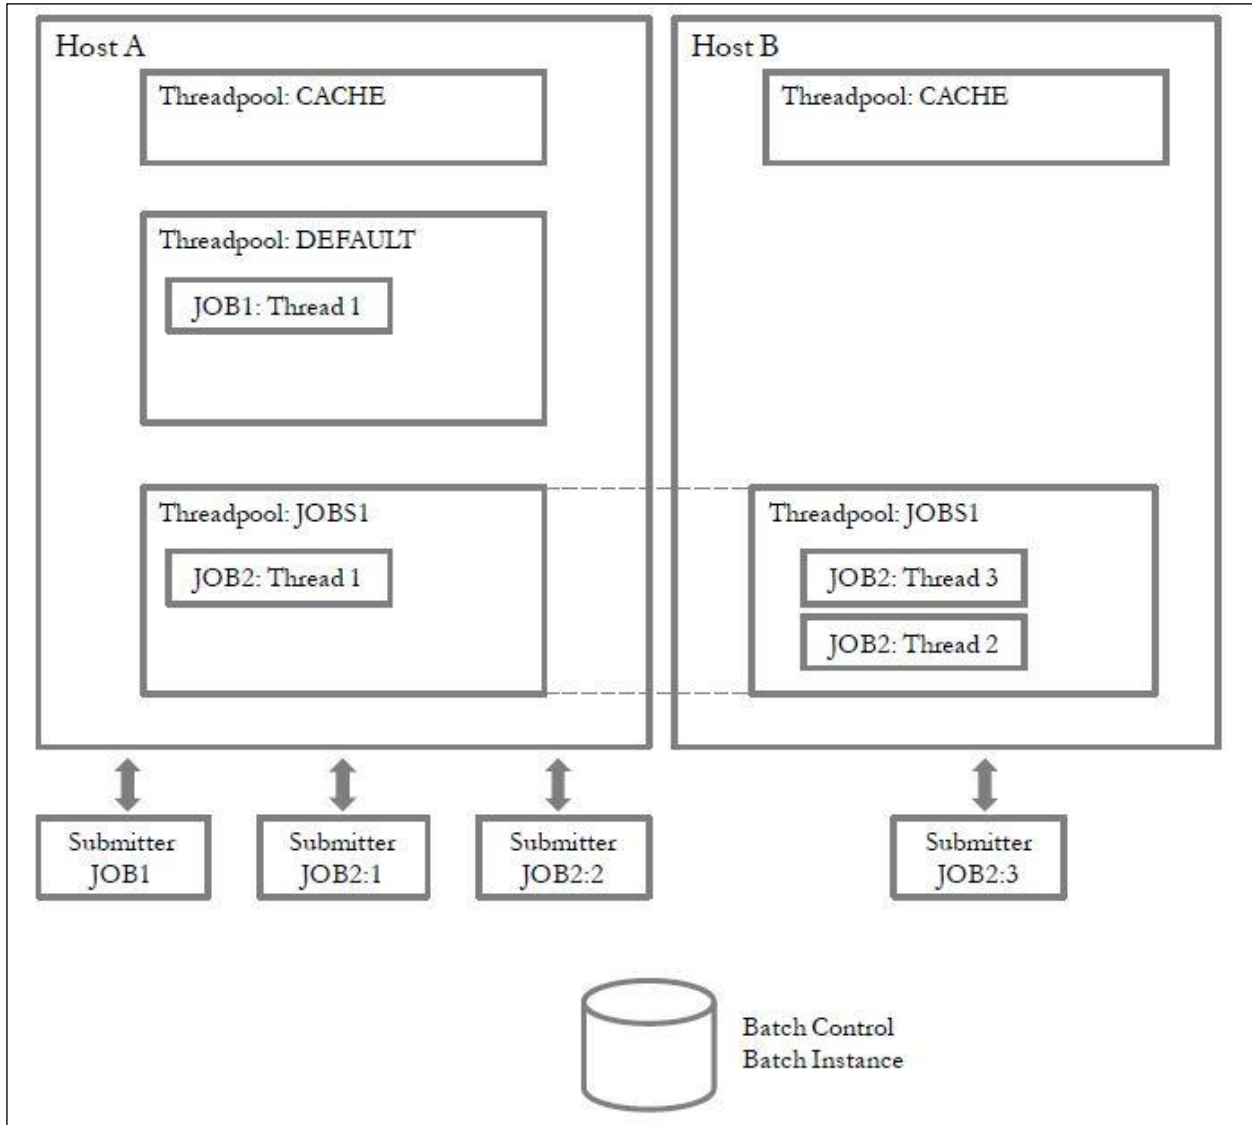 Host A
Threadpool: CACHE
Threadpool: DEFAULT
JOB1: Thread 1
Threadpool: JOBS1
JOB2: Thread 1
Host B
Threadpool: CACHE
Threadpool: JOBS1
JOB2: Thread 3
JOB2: Thread 2
Submitter
JOB1
Submitter
JOB2:1
Submitter
JOB2:2
Submitter
JOB2:3
Batch Control
Batch Instance